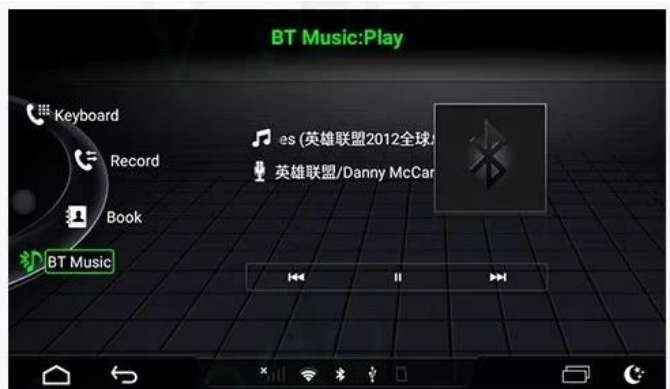 BT Music:Play
Keyboard
Record
Book
BT Music
es (英雄联盟2012全球
英雄联盟/Danny McCar